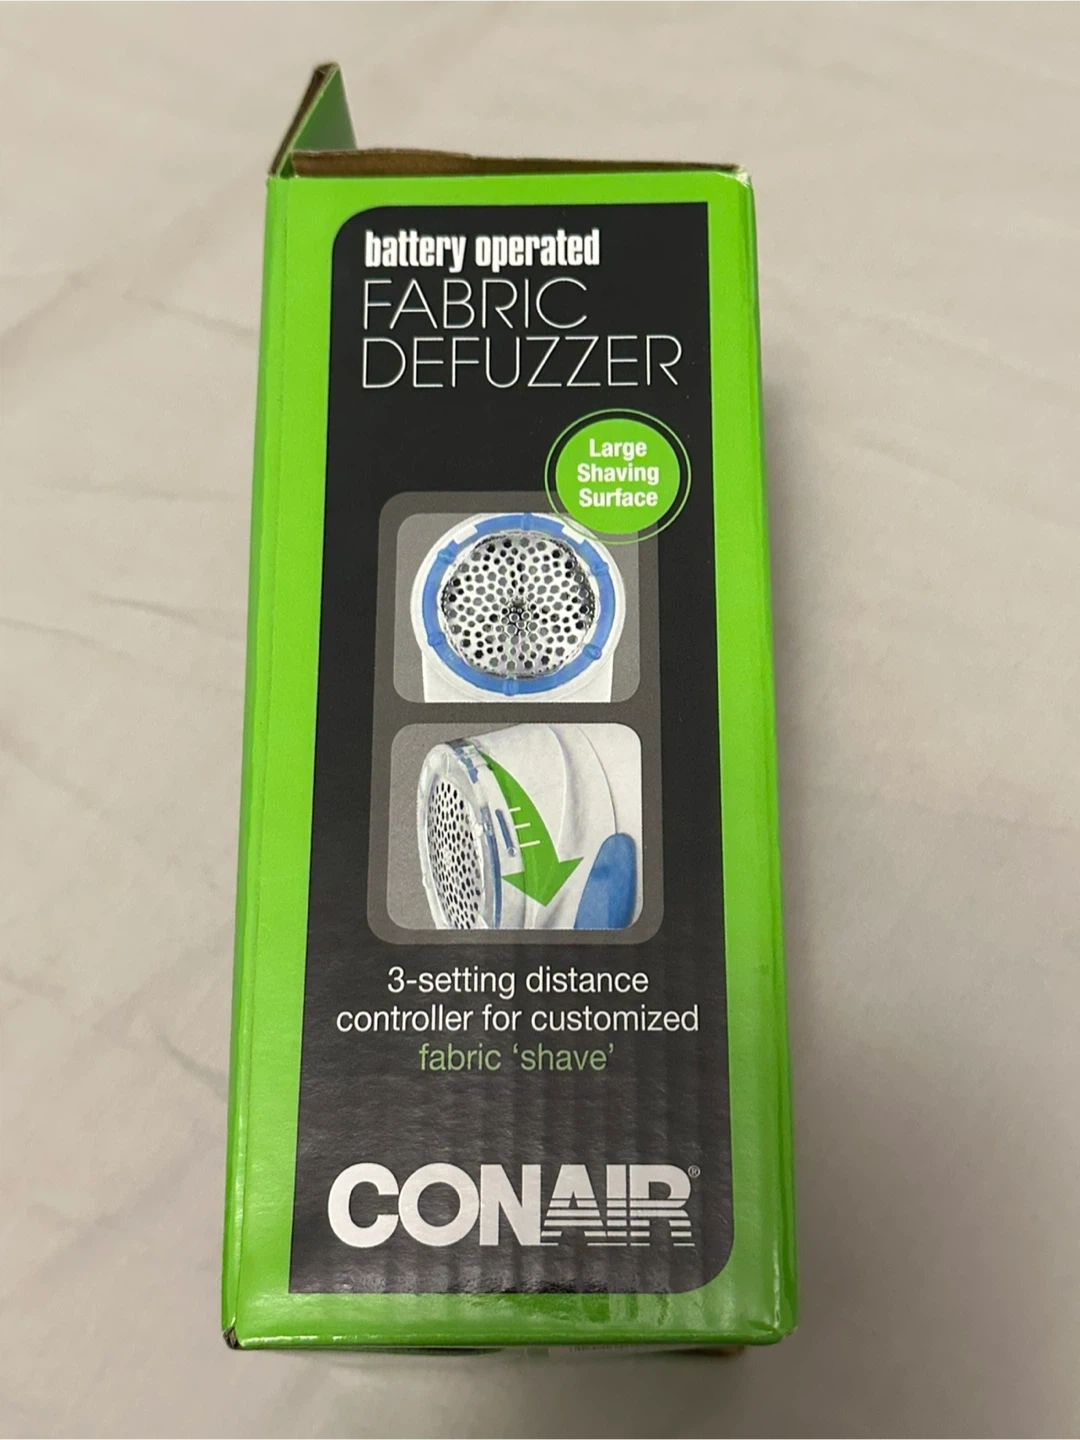 battery operated
FABRIC
DEFUZZER
Large
Shaving
Surface
3-setting distance
controller for customized
fabric ‘shave’
CONAIR®